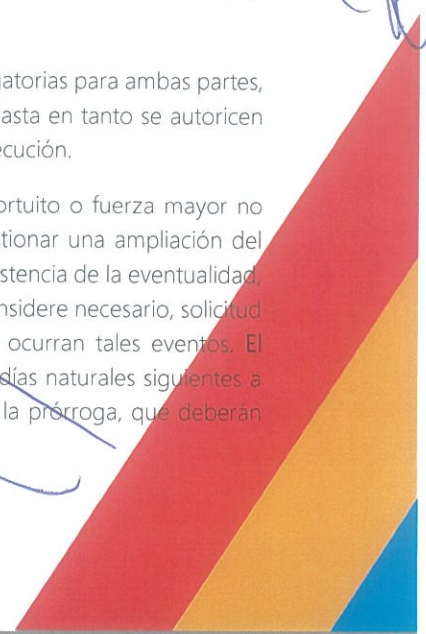 uatorias para ambas partes,
asta en tanto se autoricen
ecución.
ortuito o fuerza mayor no
tionar una ampliación del
stencia de la eventualidad,
nsidere necesario, solicitud
ocurran tales eventos. El
días naturales siguientes a
la prórroga, que deberán